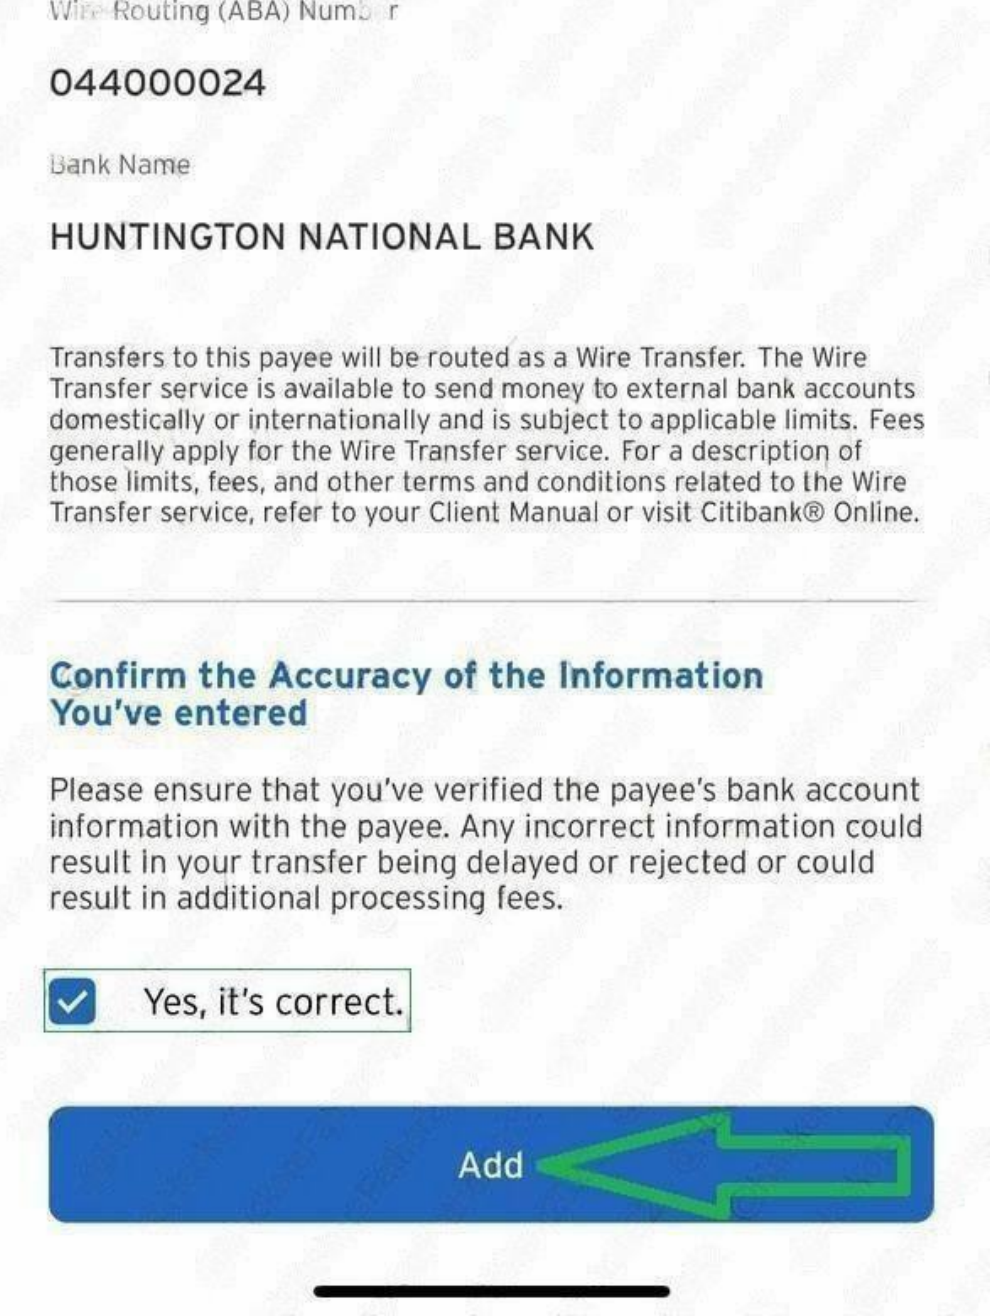 Wire Routing (ABA) Number
044000024
Bank Name
HUNTINGTON NATIONAL BANK
Transfers to this payee will be routed as a Wire Transfer. The Wire
Transfer service is available to send money to external bank accounts
domestically or internationally and is subject to applicable limits. Fees
generally apply for the Wire Transfer service. For a description of
those limits, fees, and other terms and conditions related to the Wire
Transfer service, refer to your Client Manual or visit Citibank® Online.
Confirm the Accuracy of the Information
You've entered
Please ensure that you've verified the payee's bank account
information with the payee. Any incorrect information could
result in your transfer being delayed or rejected or could
result in additional processing fees.
Yes, it's correct.
Add